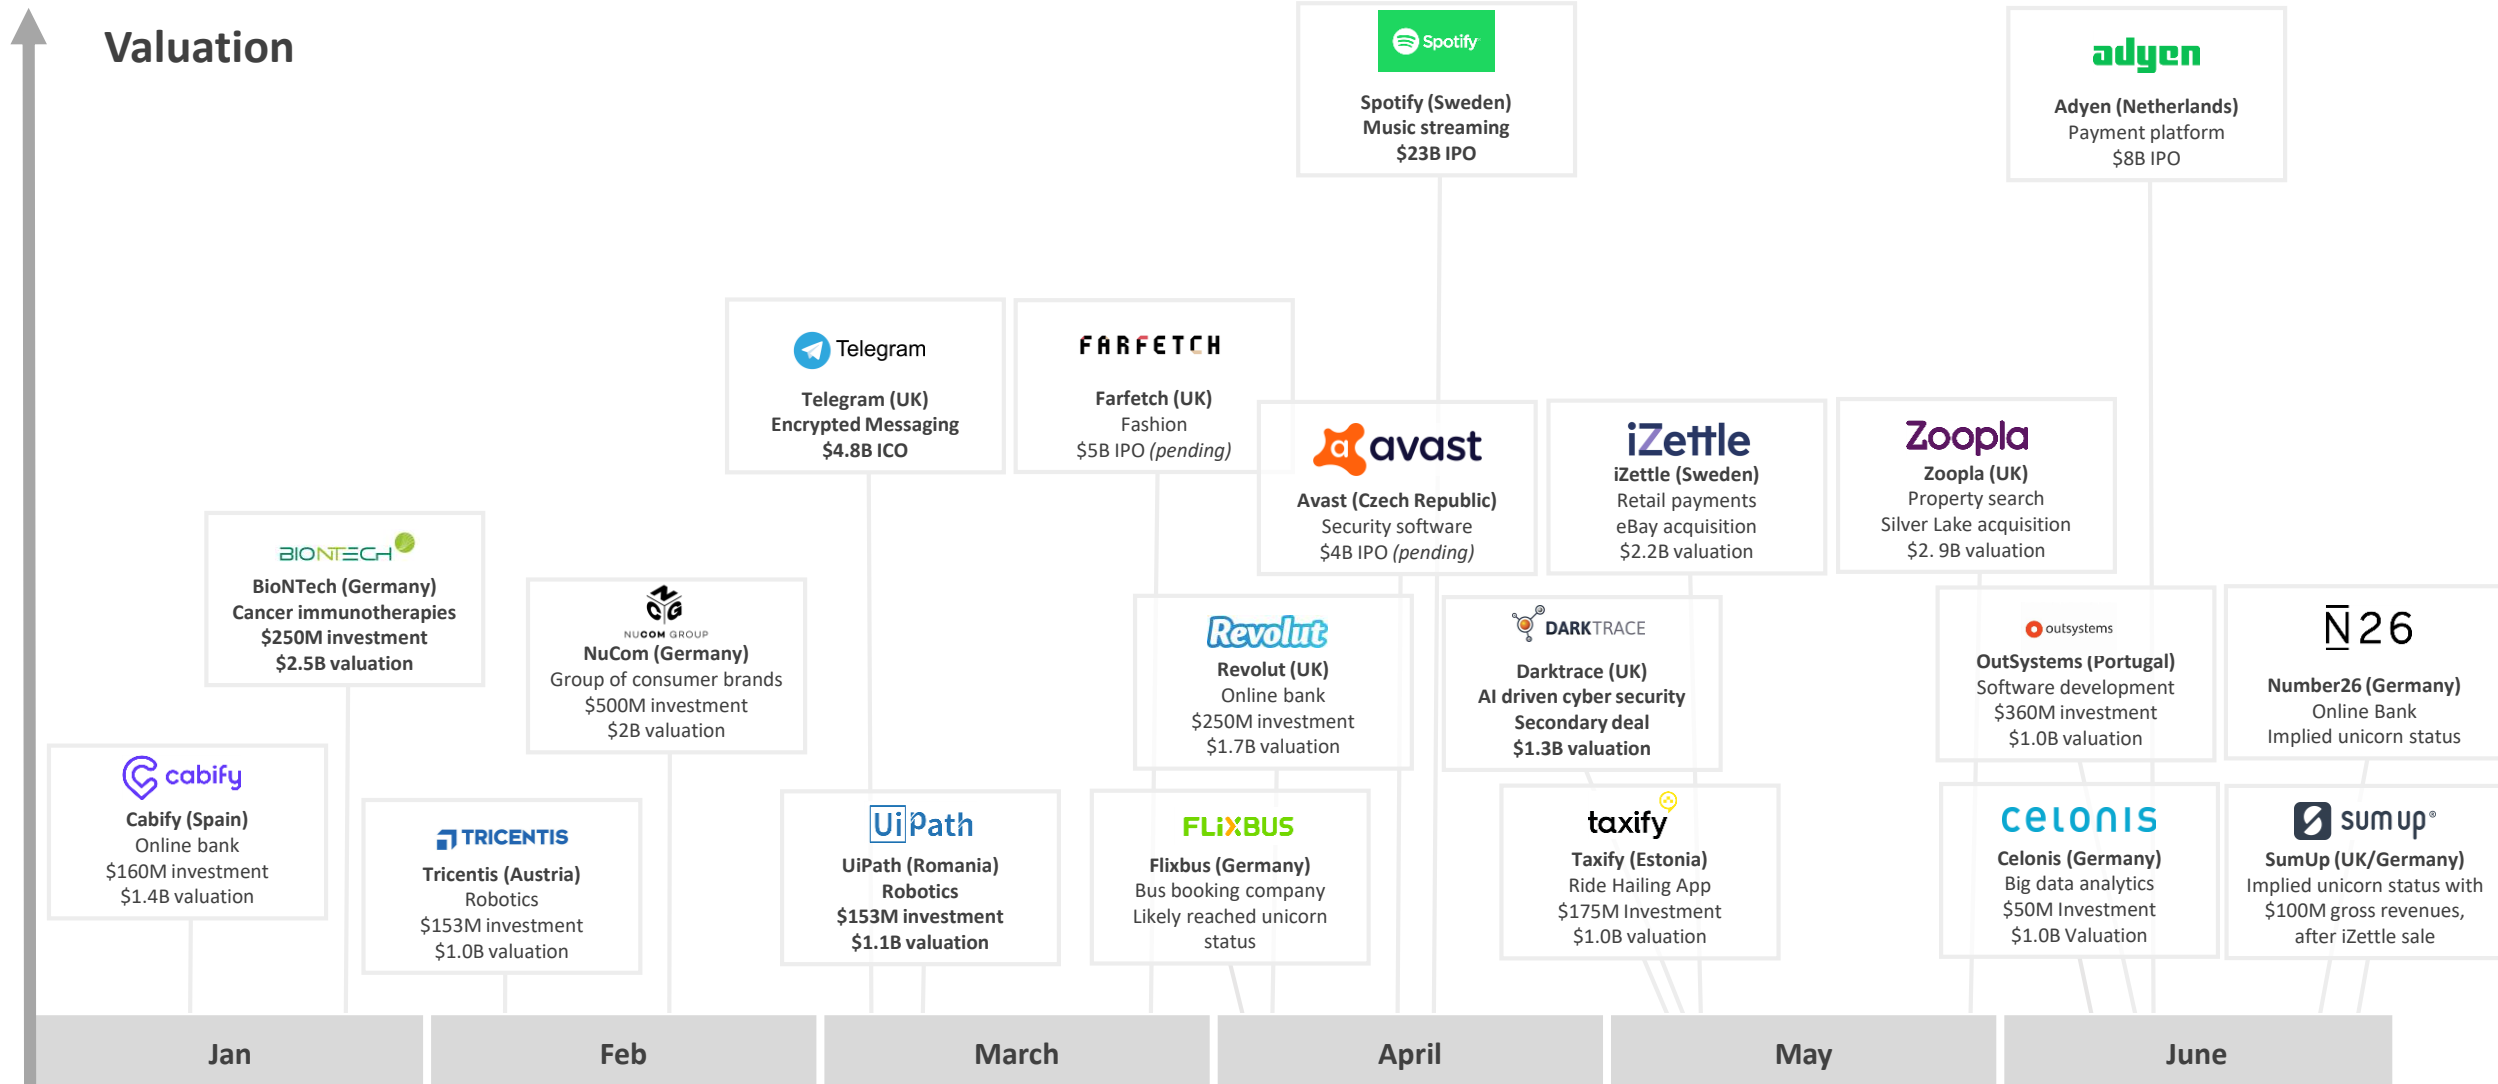 Valuation
Spotify
Spotify (Sweden)
Music streaming
$23B IPO
adyen
Adyen (Netherlands)
Payment platform
$8B IPO
Telegram
Telegram (UK)
Encrypted Messaging
$4.8B ICO
FARFETCH
Farfetch (UK)
Fashion
$5B IPO (pending)
avast
Avast (Czech Republic)
Security software
$4B IPO (pending)
iZettle
iZettle (Sweden)
Retail payments
eBay acquisition
$2.2B valuation
Zoopla
Zoopla (UK)
Property search
Silver Lake acquisition
$2. 9B valuation
BIONTECH
BioNTech (Germany)
Cancer immunotherapies
$250M investment
$2.5B valuation
NCG
NUCOM GROUP
NuCom (Germany)
Group of consumer brands
$500M investment
$2B valuation
Revolut
Revolut (UK)
Online bank
$250M investment
$1.7B valuation
DARKTRACE
Darktrace (UK)
AI driven cyber security
Secondary deal
$1.3B valuation
outsystems
OutSystems (Portugal)
Software development
$360M investment
$1.0B valuation
N26
Number26 (Germany)
Online Bank
Implied unicorn status
cabify
Cabify (Spain)
Online bank
$160M investment
$1.4B valuation
TRICENTIS
Tricentis (Austria)
Robotics
$153M investment
$1.0B valuation
UiPath
UiPath (Romania)
Robotics
$153M investment
$1.1B valuation
FLiXBUS
Flixbus (Germany)
Bus booking company
Likely reached unicorn
status
taxify
Taxify (Estonia)
Ride Hailing App
$175M Investment
$1.0B valuation
celonis
Celonis (Germany)
Big data analytics
$50M Investment
$1.0B Valuation
sumup®
SumUp (UK/Germany)
Implied unicorn status with
$100M gross revenues,
after iZettle sale
Jan
Feb
March
April
May
June